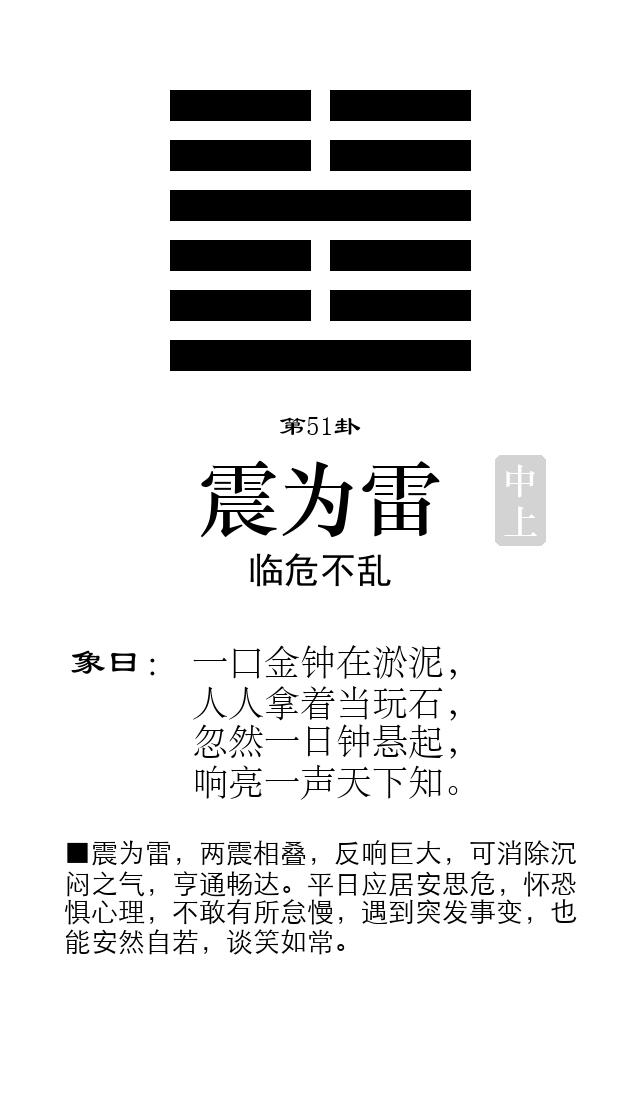 第51卦
震为雷
中上
临危不乱
象曰：一口金钟在淤泥，
人人拿着当玩石，
忽然一日钟悬起，
响亮一声天下知。
■震为雷，两震相叠，反响巨大，可消除沉
闷之气，亨通畅达。平日应居安思危，怀恐
惧心理，不敢有所怠慢，遇到突发事变，也
能安然自若，谈笑如常。